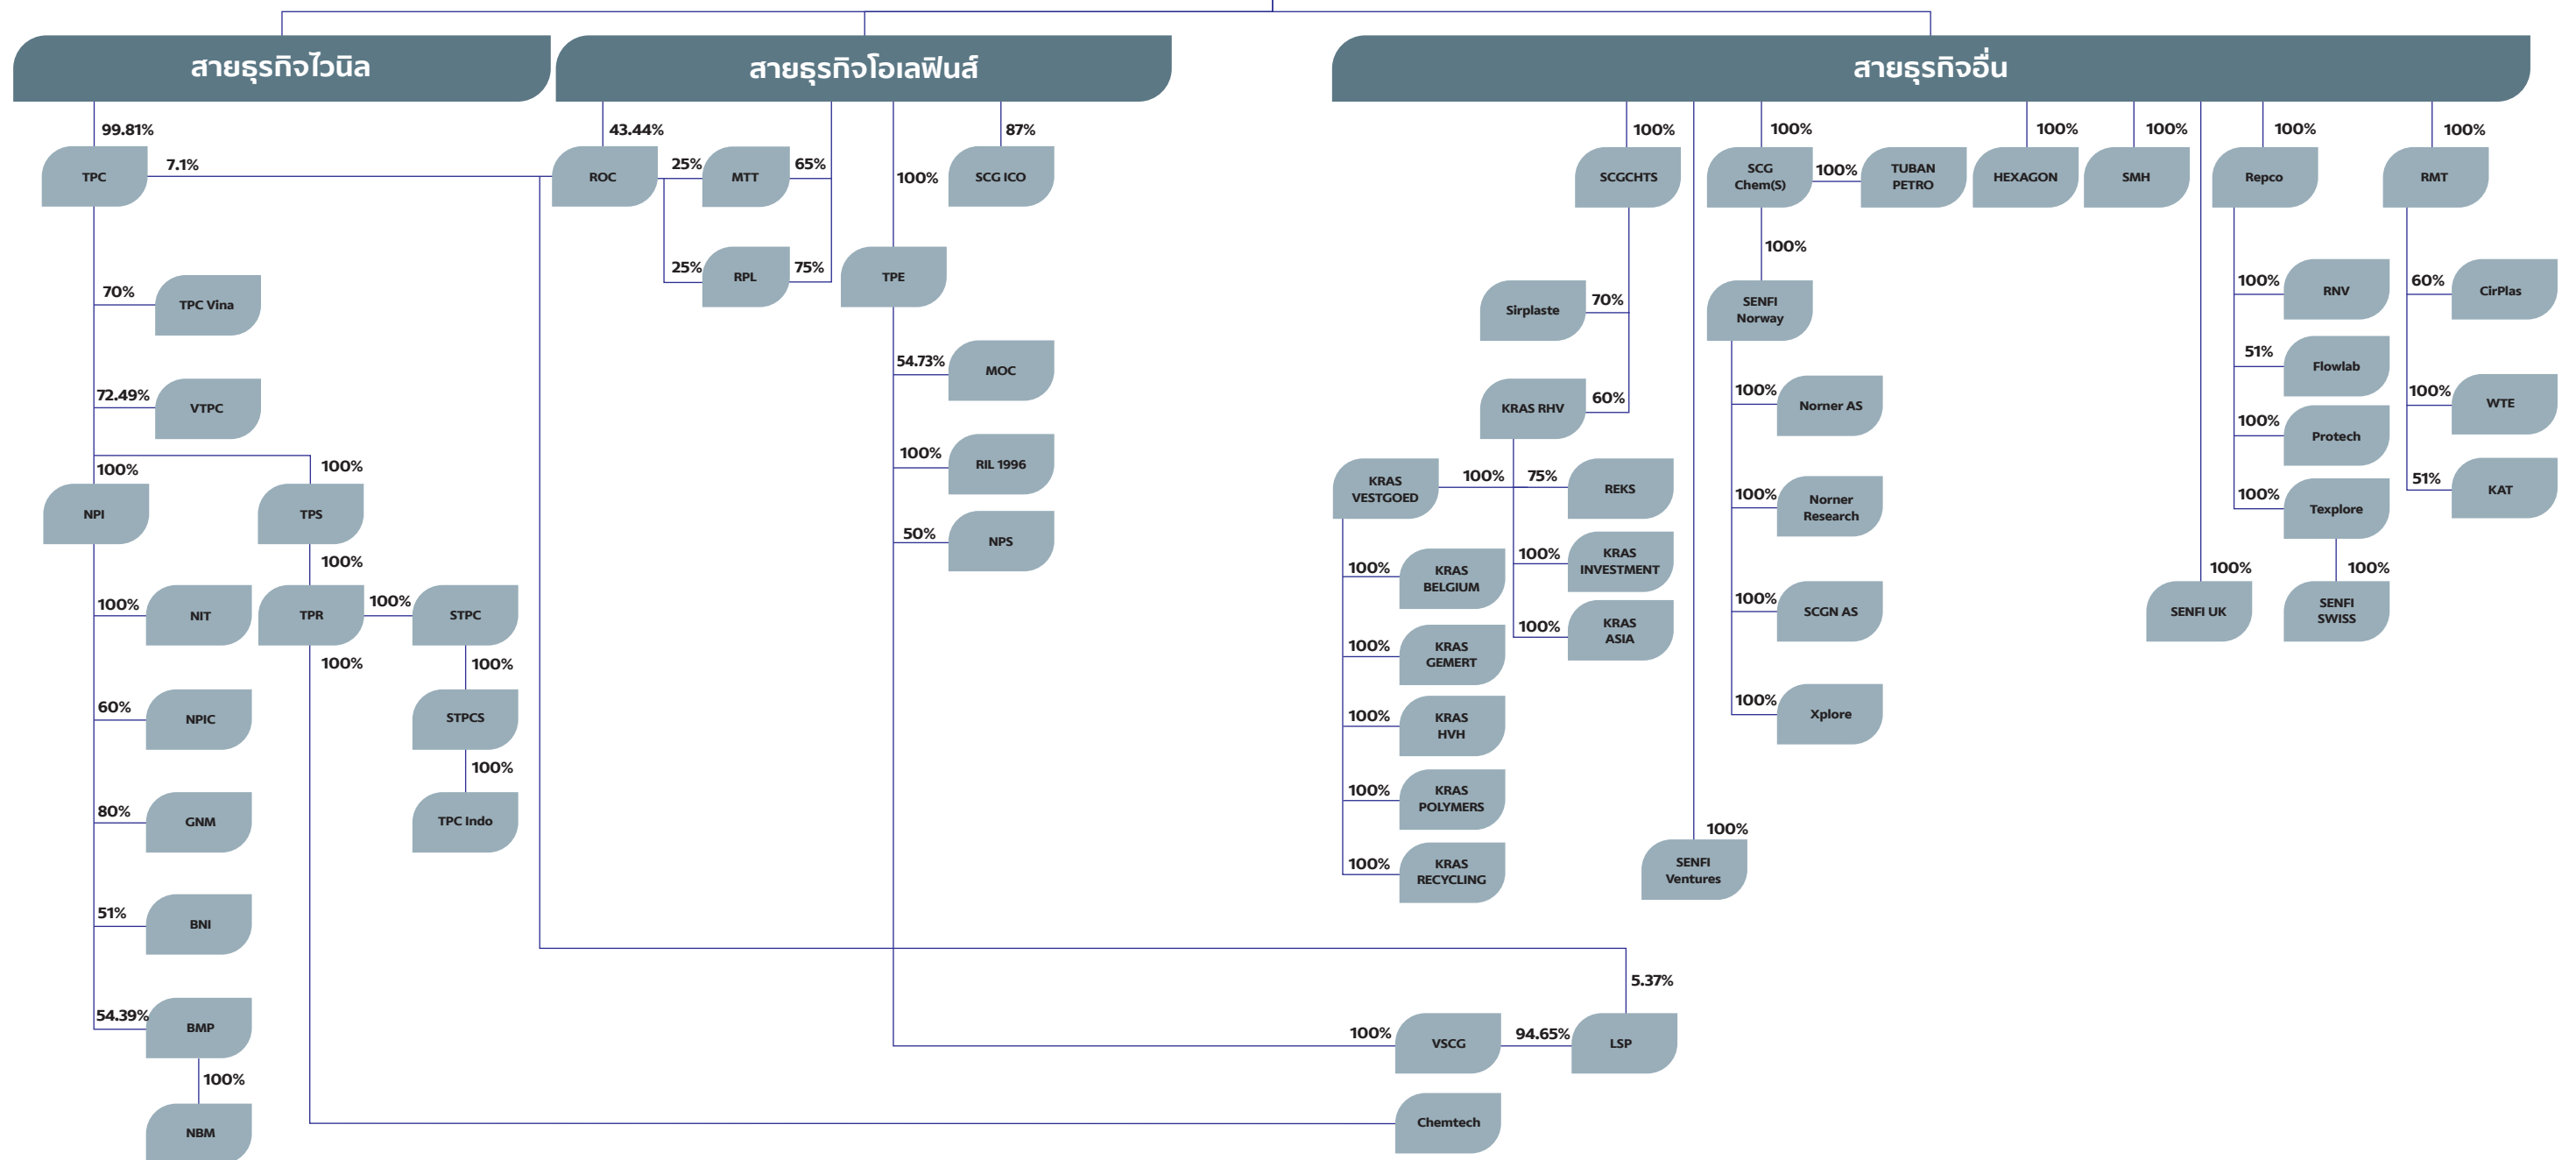 สายธุรกิจไวนิล
สายธุรกิจโอเลฟินส์
สายธุรกิจอื่น
99.81%
TPC
7.1%
70%
TPC Vina
72.49%
VTPC
100%
NPI
100%
TPS
100%
NIT
100%
TPR
100%
STPC
100%
100%
STPCS
100%
TPC Indo
60%
NPIC
80%
GNM
51%
BNI
54.39%
BMP
100%
NBM
43.44%
ROC
25%
MTT
65%
25%
RPL
75%
100%
TPE
87%
SCG ICO
54.73%
MOC
100%
RIL 1996
50%
NPS
100%
VSCG
94.65%
LSP
5.37%
Chemtech
100%
SCGCHTS
70%
Sirplaste
60%
KRAS RHV
100%
KRAS
VESTGOED
75%
REKS
100%
KRAS
INVESTMENT
100%
KRAS
ASIA
100%
KRAS
BELGIUM
100%
KRAS
GEMERT
100%
KRAS
HVH
100%
KRAS
POLYMERS
100%
KRAS
RECYCLING
100%
SENFI
Ventures
100%
SCG
Chem(S)
100%
TUBAN
PETRO
100%
SENFI
Norway
100%
Norner AS
100%
Norner
Research
100%
SCGN AS
100%
Xplore
100%
HEXAGON
100%
SMH
100%
SENFI UK
100%
Repco
100%
RNV
51%
Flowlab
100%
Protech
100%
Texplore
100%
SENFI
SWISS
100%
RMT
60%
CirPlas
100%
WTE
51%
KAT